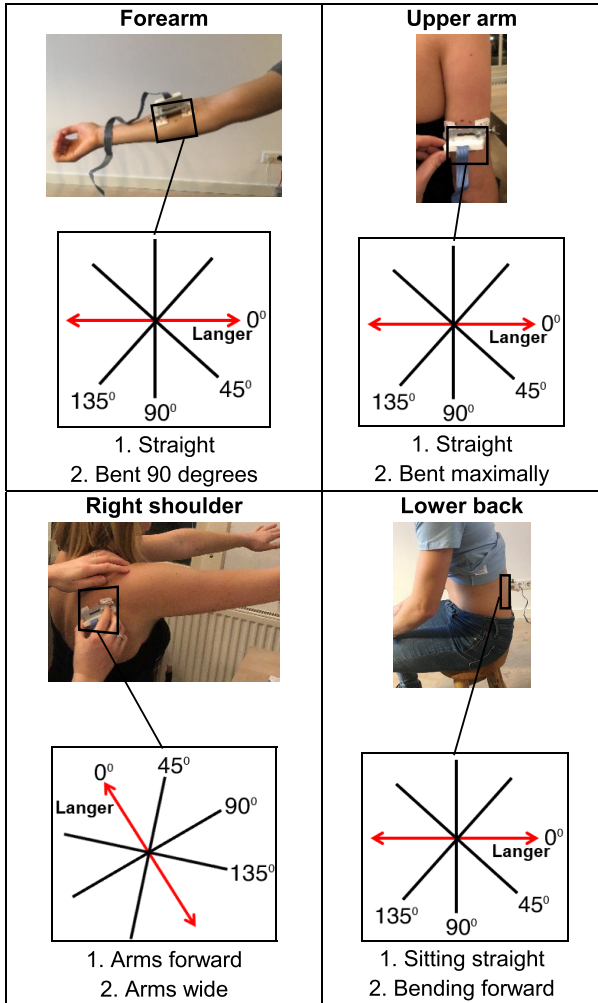 Forearm
0⁰
Langer
45⁰
135⁰
90⁰
1. Straight
2. Bent 90 degrees
Upper arm
0⁰
Langer
45⁰
135⁰
90⁰
1. Straight
2. Bent maximally
Right shoulder
0⁰
45⁰
Langer
90⁰
135⁰
1. Arms forward
2. Arms wide
Lower back
0⁰
Langer
45⁰
135⁰
90⁰
1. Sitting straight
2. Bending forward